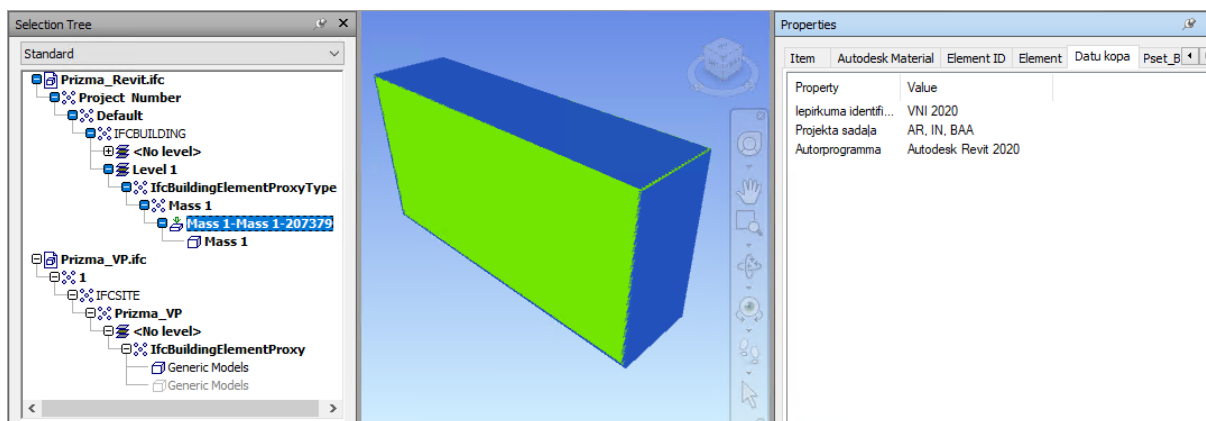 Selection Tree
Standard
Prizma_Revit.ifc
Project Number
Default
IFCBUILDING
<No level>
Level 1
IfcBuildingElementProxyType
Mass 1
Mass 1-Mass 1-207379
Mass 1
Prizma_VP.ifc
1
IFCSITE
Prizma_VP
<No level>
IfcBuildingElementProxy
Generic Models
Generic Models
Properties
Item Autodesk Material Element ID Element Datu kopa Pset_B
Property Value
Iepirkuma identifi... VNI 2020
Projekta sadaļa AR, IN, BAA
Autorprogramma Autodesk Revit 2020